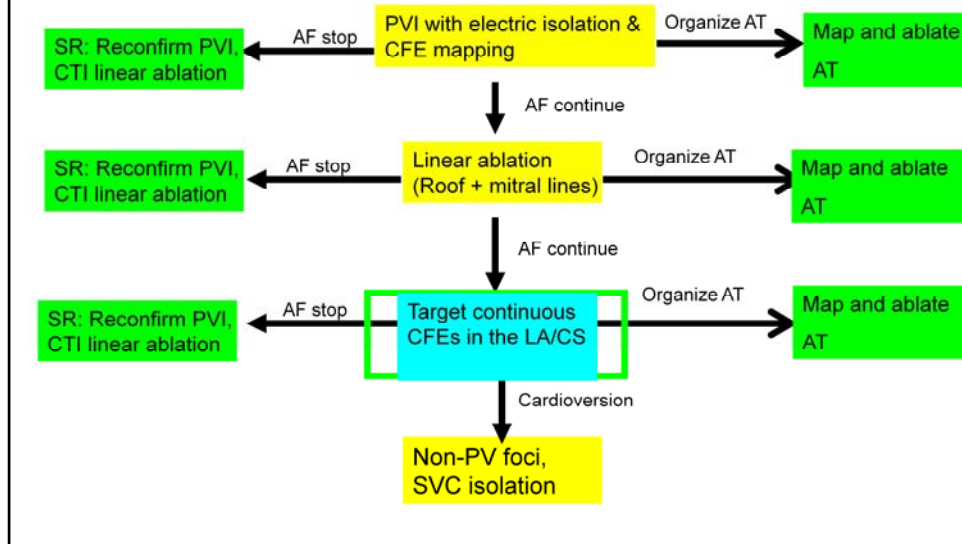 PVI with electric isolation &
CFE mapping
AF stop
SR: Reconfirm PVI,
CTI linear ablation
Organize AT
Map and ablate
AT
AF continue
Linear ablation
(Roof + mitral lines)
AF stop
SR: Reconfirm PVI,
CTI linear ablation
Organize AT
Map and ablate
AT
AF continue
Target continuous
CFEs in the LA/CS
AF stop
SR: Reconfirm PVI,
CTI linear ablation
Organize AT
Map and ablate
AT
Cardioversion
Non-PV foci,
SVC isolation